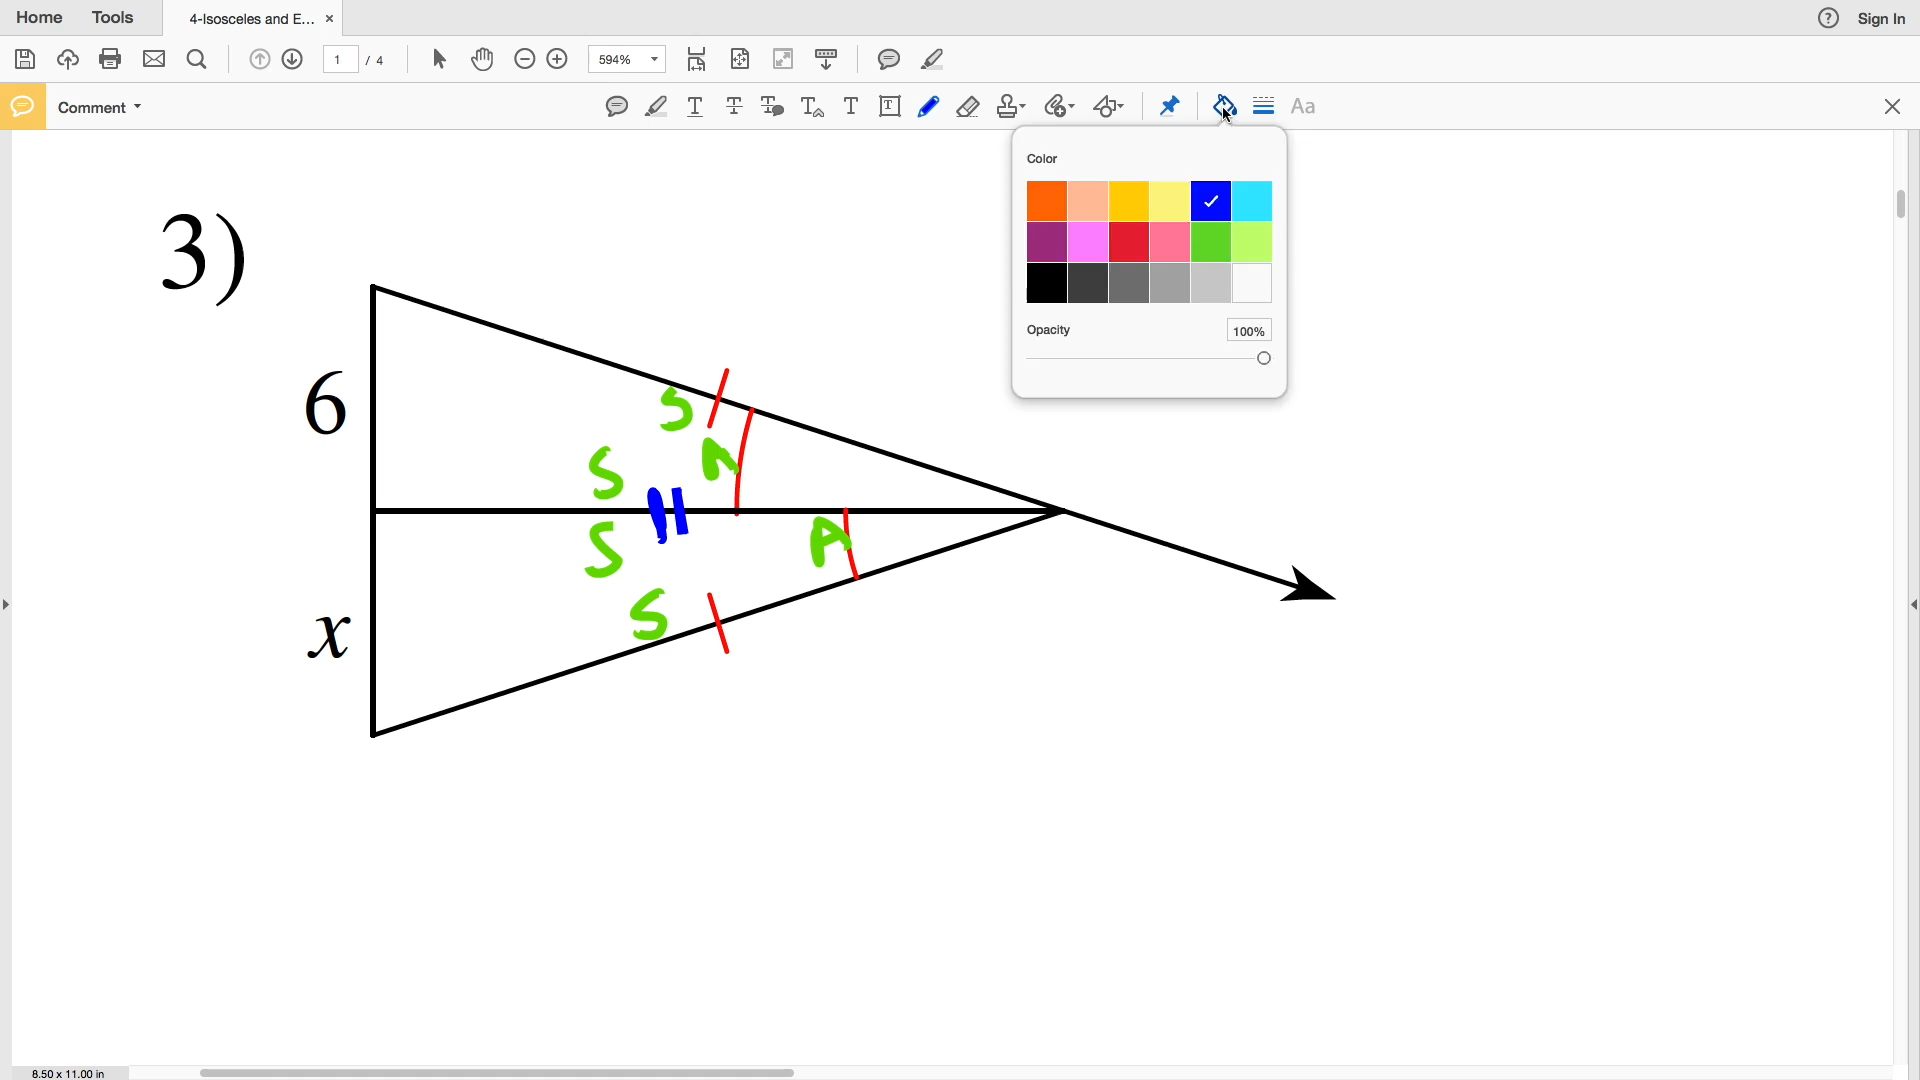 Home Tools 4-Isosceles and E... × ? Sign In
1 / 4 594%
Comment T T T T T T Aa
Color
Opacity 100%
3)
6
x
S
A
S
S
A
S
8.50 x 11.00 in